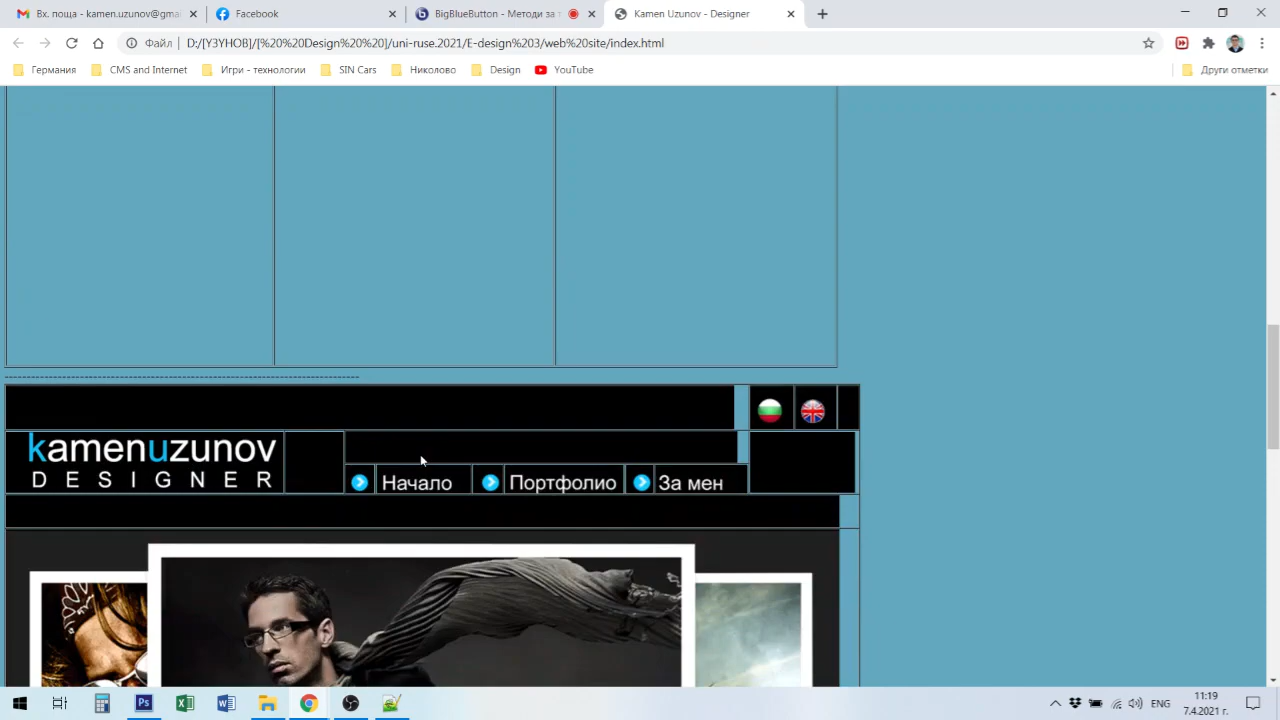 Вх. поща - kamen.uzunov@gmai
Facebook
BigBlueButton - Методи за т
Kamen Uzunov - Designer
Файл
D:/[УЗУНОВ]/[%20%20Design%20%20]/uni-ruse.2021/E-design%203/web%20site/index.html
Германия
CMS and Internet
Игри - технологии
SIN Cars
Николово
Design
YouTube
Други отметки
kamenuzunov
DESIGNER
Начало
Портфолио
За мен
ENG
11:19
7.4.2021 г.